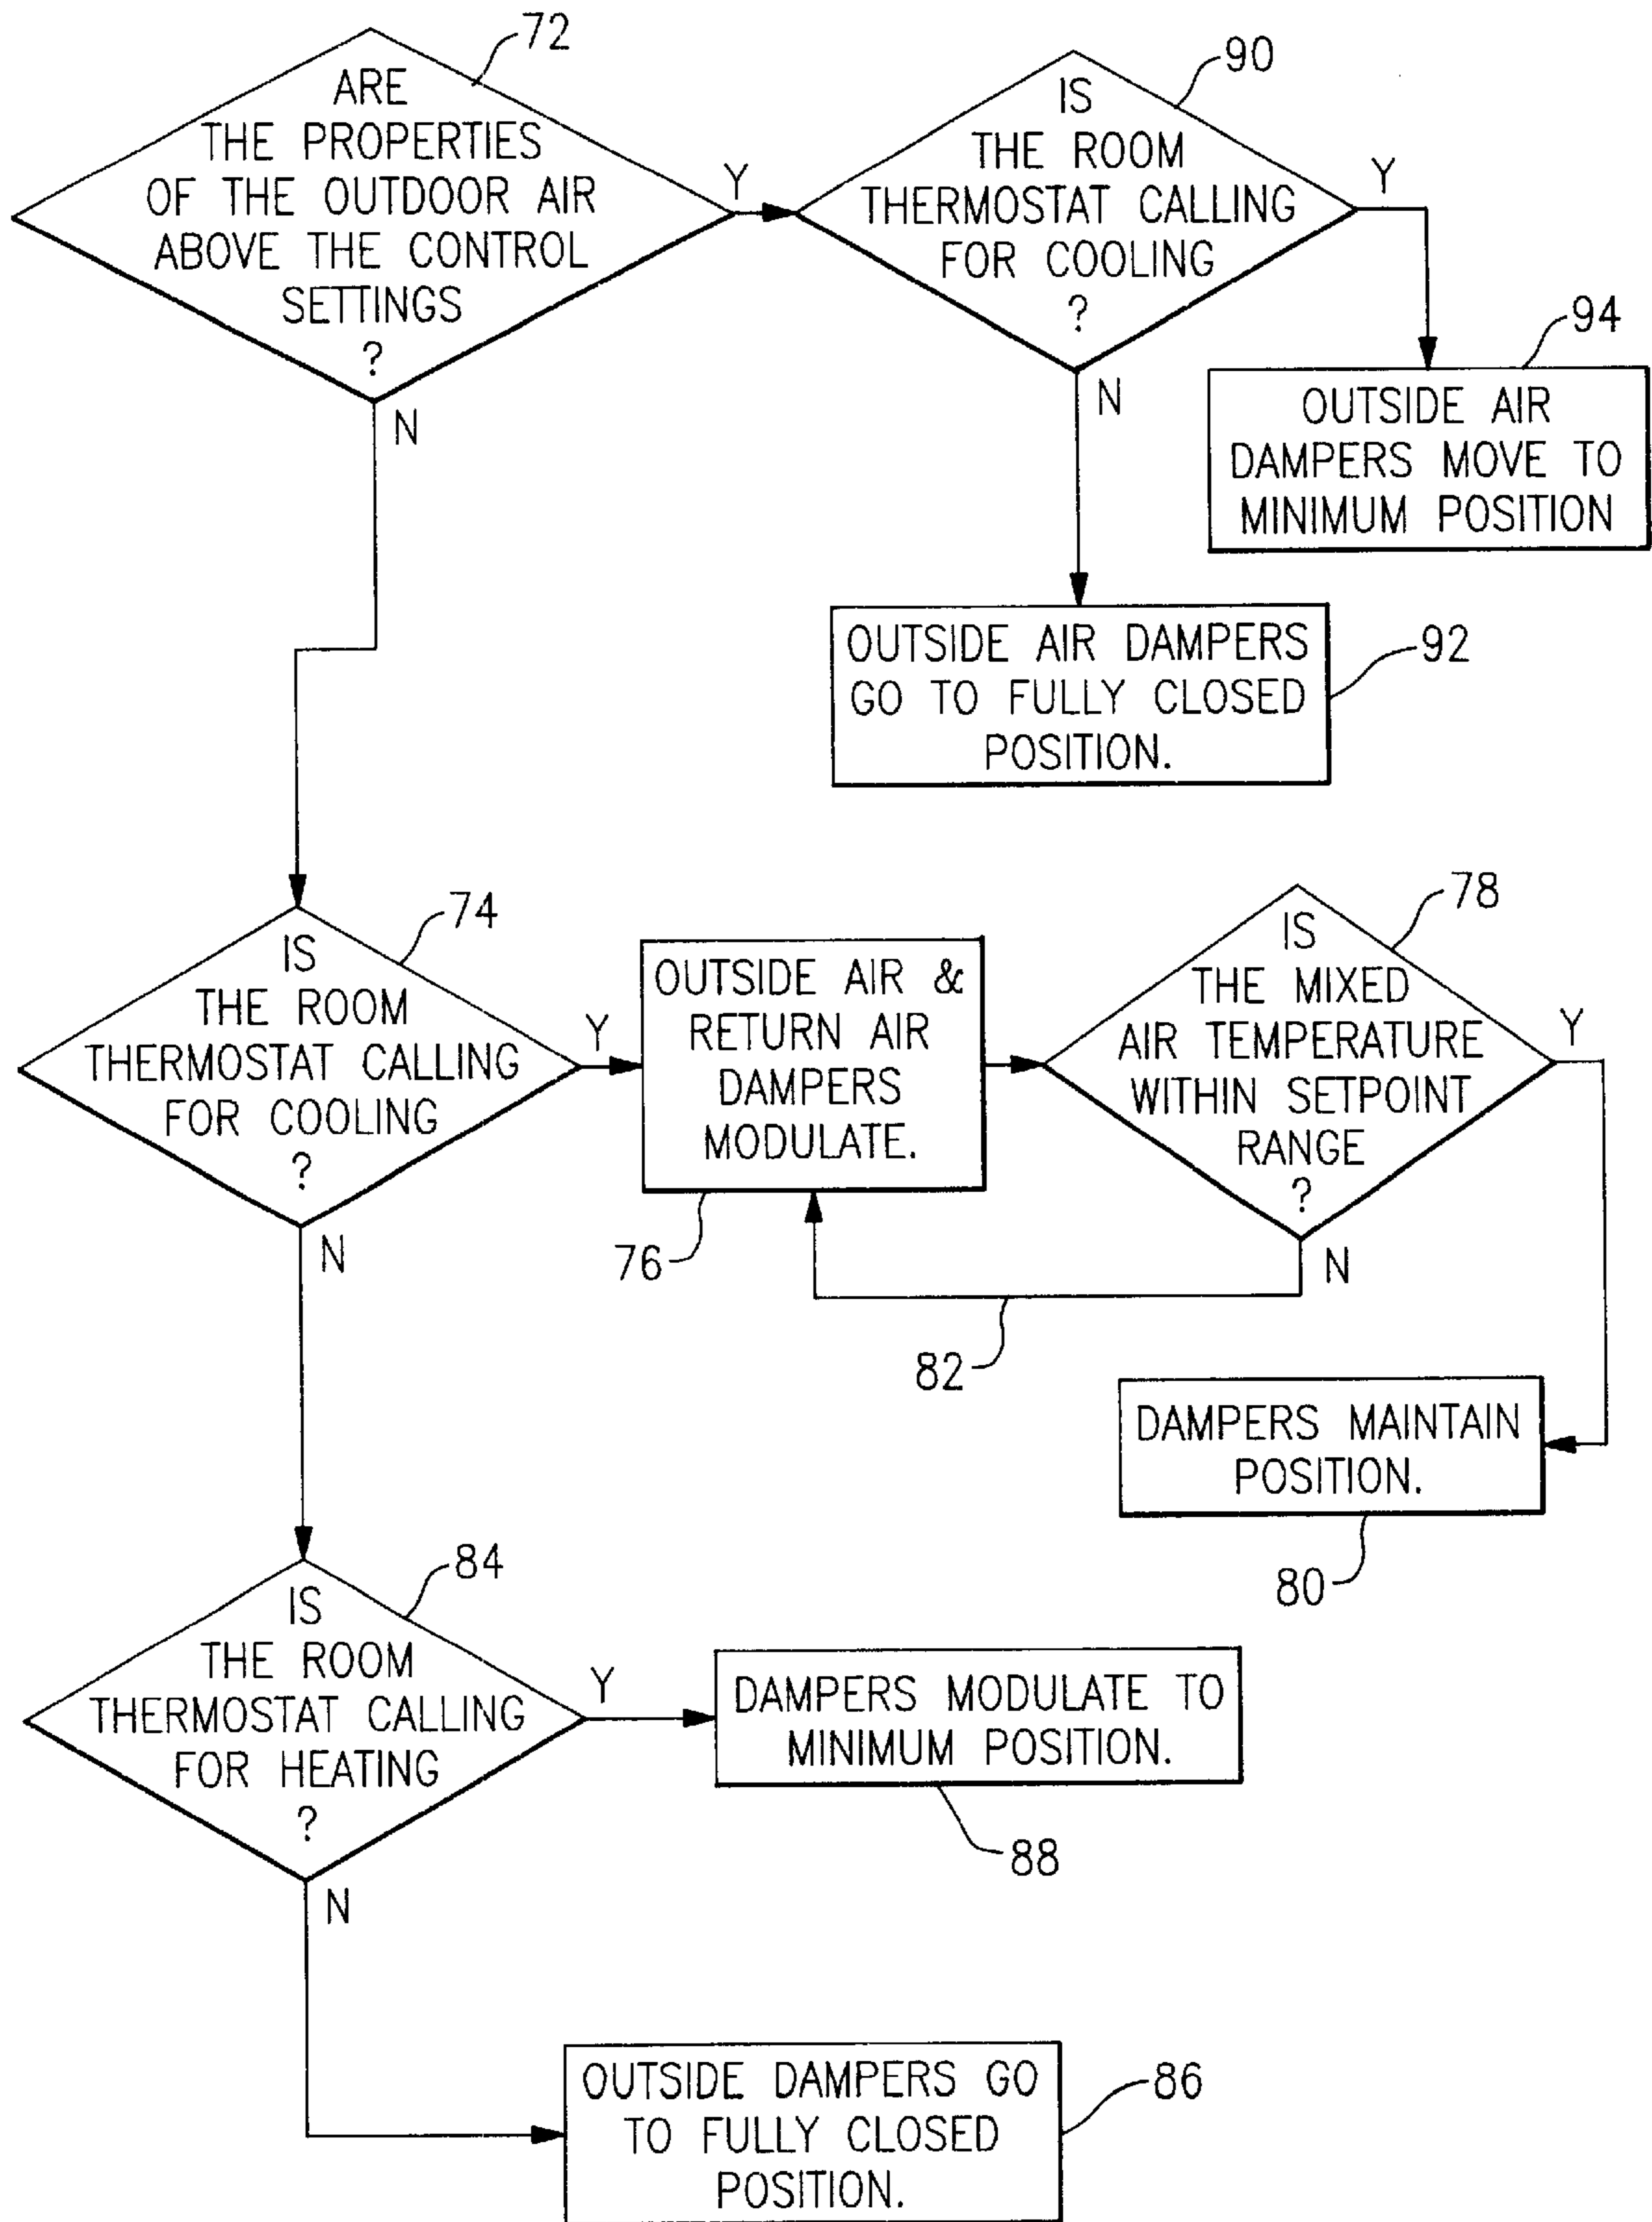 72
ARE
THE PROPERTIES
OF THE OUTDOOR AIR
ABOVE THE CONTROL
SETTINGS
?
Y
N
90
IS
THE ROOM
THERMOSTAT CALLING
FOR COOLING
?
Y
N
94
OUTSIDE AIR
DAMPERS MOVE TO
MINIMUM POSITION
92
OUTSIDE AIR DAMPERS
GO TO FULLY CLOSED
POSITION.
74
IS
THE ROOM
THERMOSTAT CALLING
FOR COOLING
?
Y
N
OUTSIDE AIR &
RETURN AIR
DAMPERS
MODULATE.
76
78
IS
THE MIXED
AIR TEMPERATURE
WITHIN SETPOINT
RANGE
?
Y
N
82
DAMPERS MAINTAIN
POSITION.
80
84
IS
THE ROOM
THERMOSTAT CALLING
FOR HEATING
?
Y
N
DAMPERS MODULATE TO
MINIMUM POSITION.
88
OUTSIDE DAMPERS GO
TO FULLY CLOSED
POSITION.
86